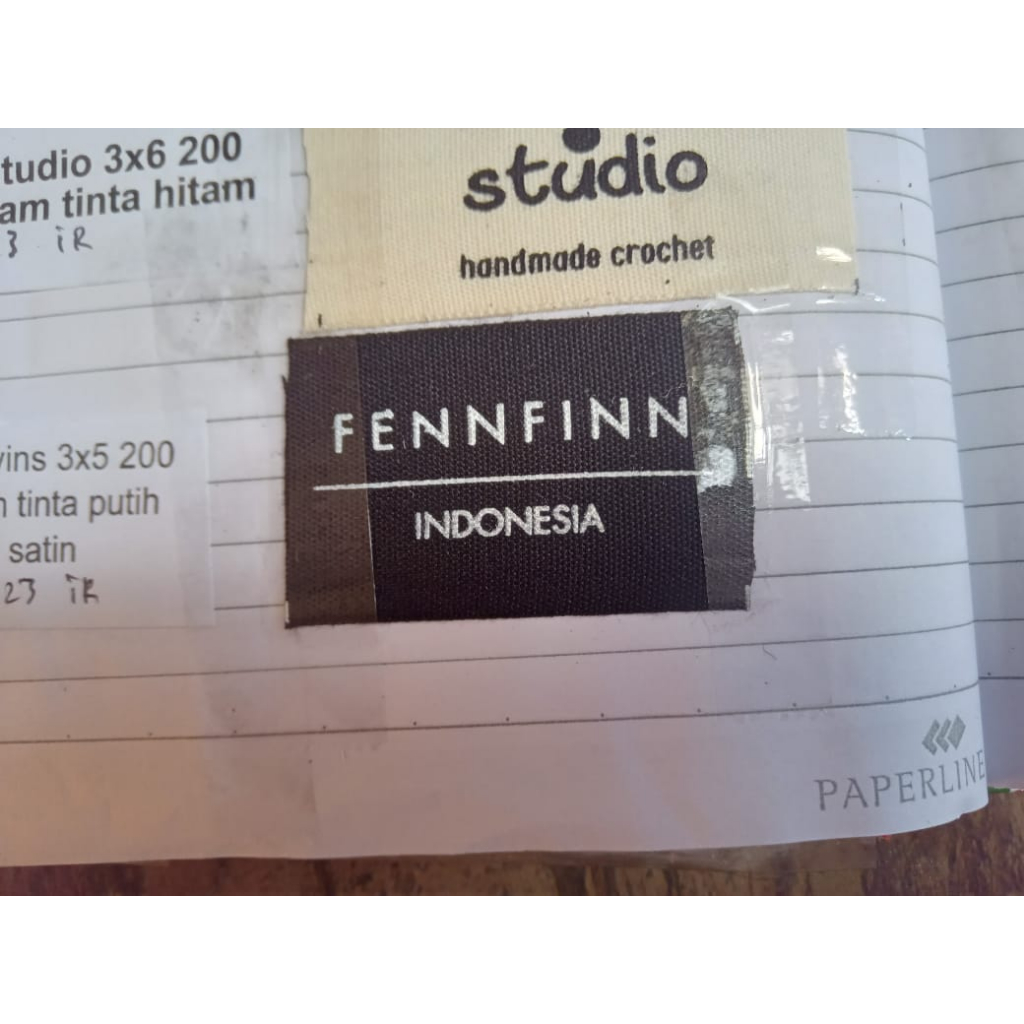 tudio 3x6 200
am tinta hitam
3 iR
studio
handmade crochet
FENNFINN
INDONESIA
vins 3x5 200
n tinta putih
satin
23 iR
PAPERLINE